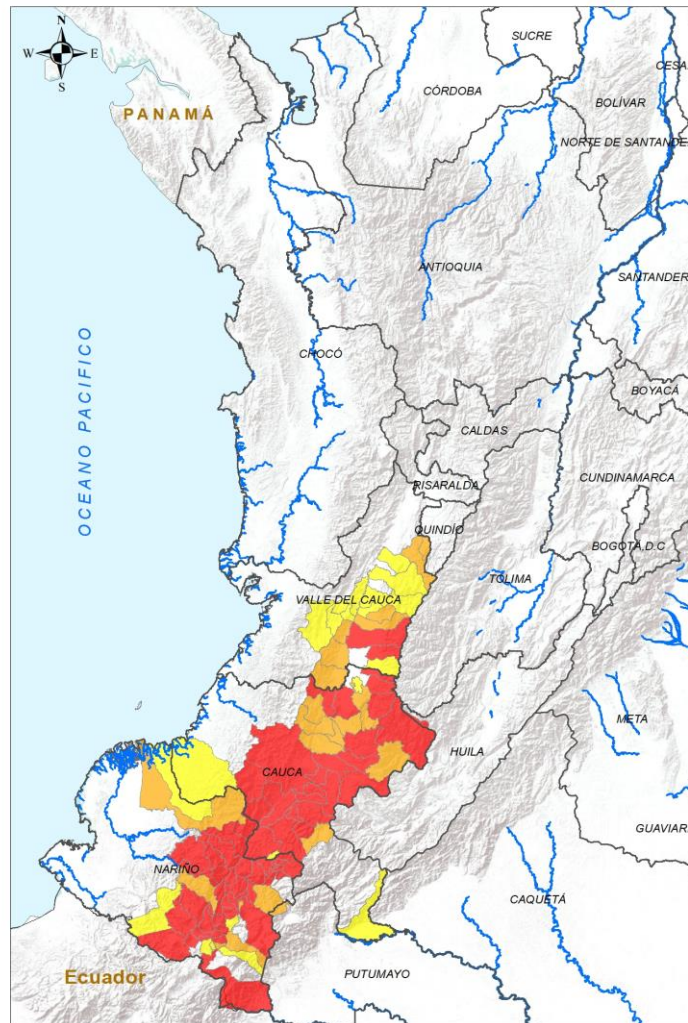 N
W E
S
SUCRE
CESA
CÓRDOBA
BOLÍVAR
PANAMÁ
NORTE DE SANTANDE
ANTIOQUIA
SANTANDER
OCEANO PACIFICO
CHOCÓ
BOYACÁ
CALDAS
CUNDINAMARCA
RISARALDA
QUINDÍO
BOGOTÁ, D.C
TOLIMA
VALLE DEL CAUCA
META
HUILA
CAUCA
GUAVIAR
NARIÑO
CAQUETÁ
Ecuador
PUTUMAYO